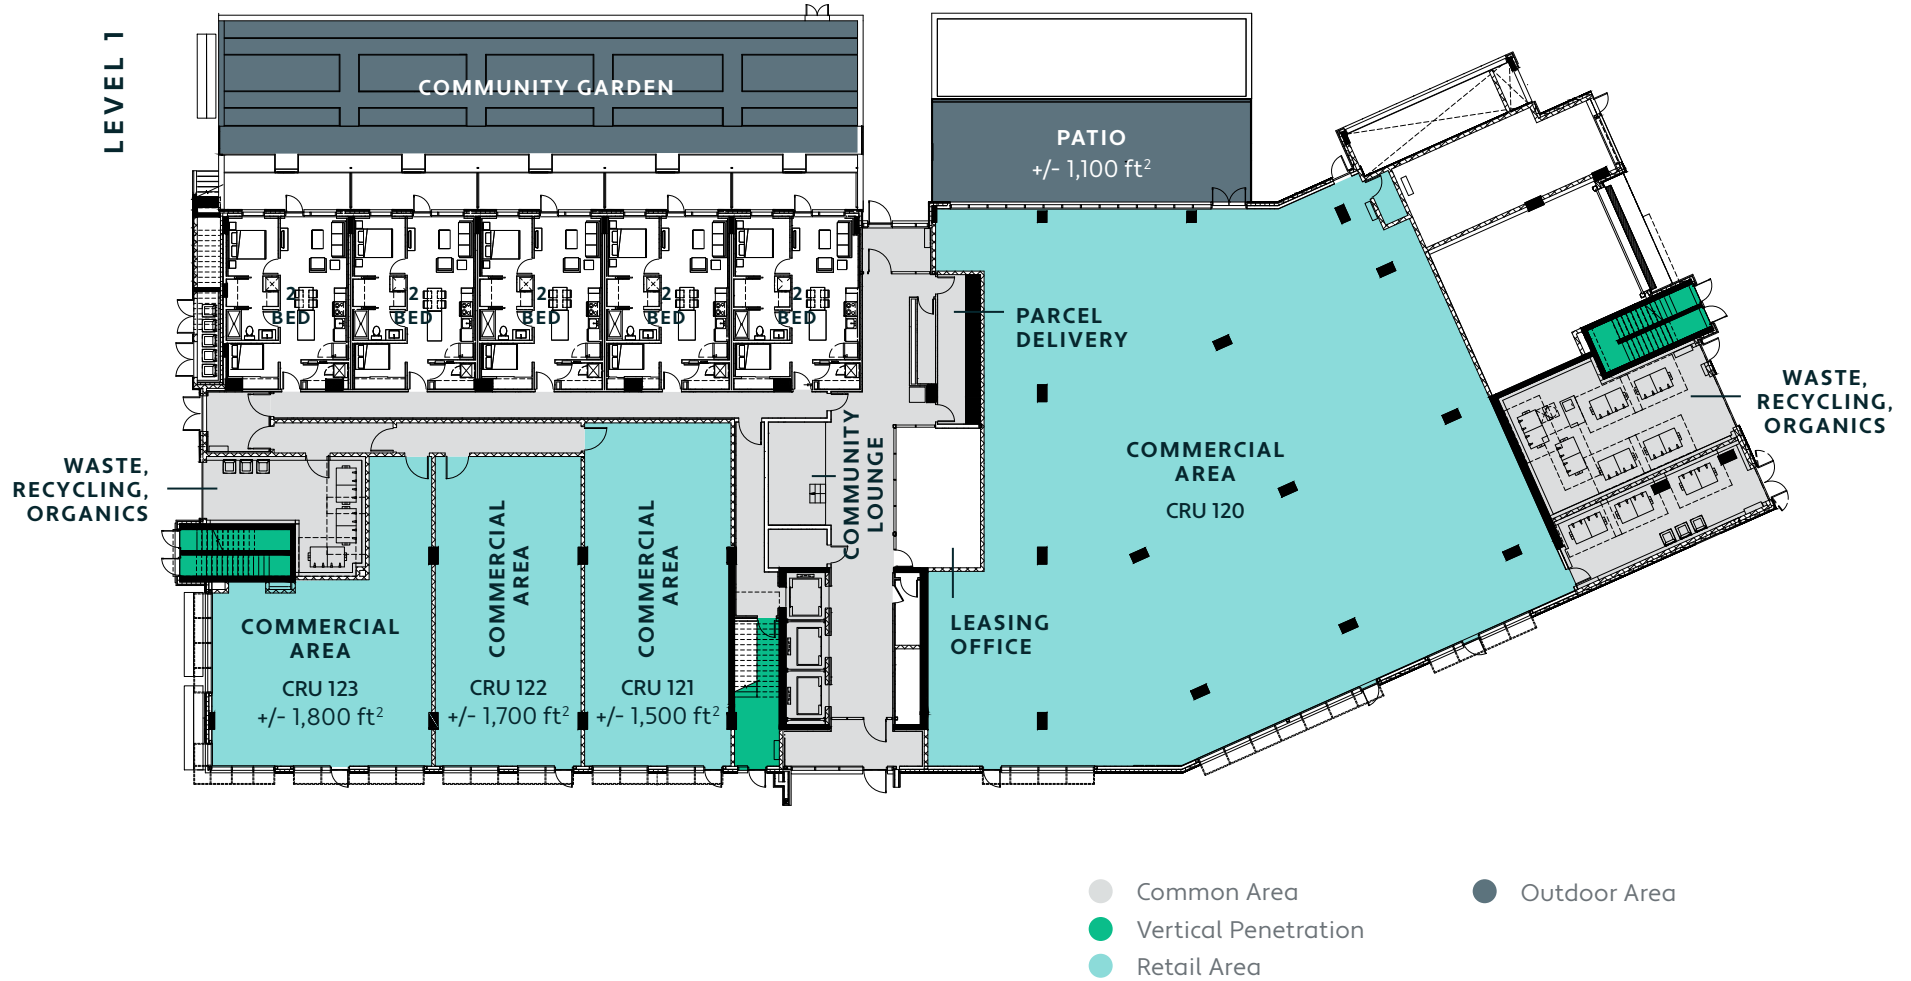 LEVEL 1
COMMUNITY GARDEN
PATIO
+/- 1,100 ft²
2
BED
2
BED
2
BED
2
BED
2
BED
PARCEL
DELIVERY
COMMUNITY
LOUNGE
WASTE,
RECYCLING,
ORGANICS
COMMERCIAL
AREA
CRU 120
WASTE,
RECYCLING,
ORGANICS
COMMERCIAL
AREA
CRU 123
+/- 1,800 ft²
COMMERCIAL
AREA
CRU 122
+/- 1,700 ft²
COMMERCIAL
AREA
CRU 121
+/- 1,500 ft²
LEASING
OFFICE
Common Area
Vertical Penetration
Retail Area
Outdoor Area